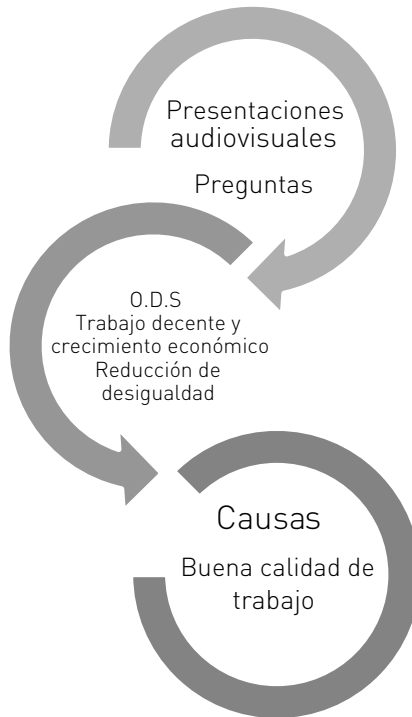 Presentaciones
audiovisuales
Preguntas
O.D.S
Trabajo decente y
crecimiento económico
Reducción de
desigualdad
Causas
Buena calidad de
trabajo